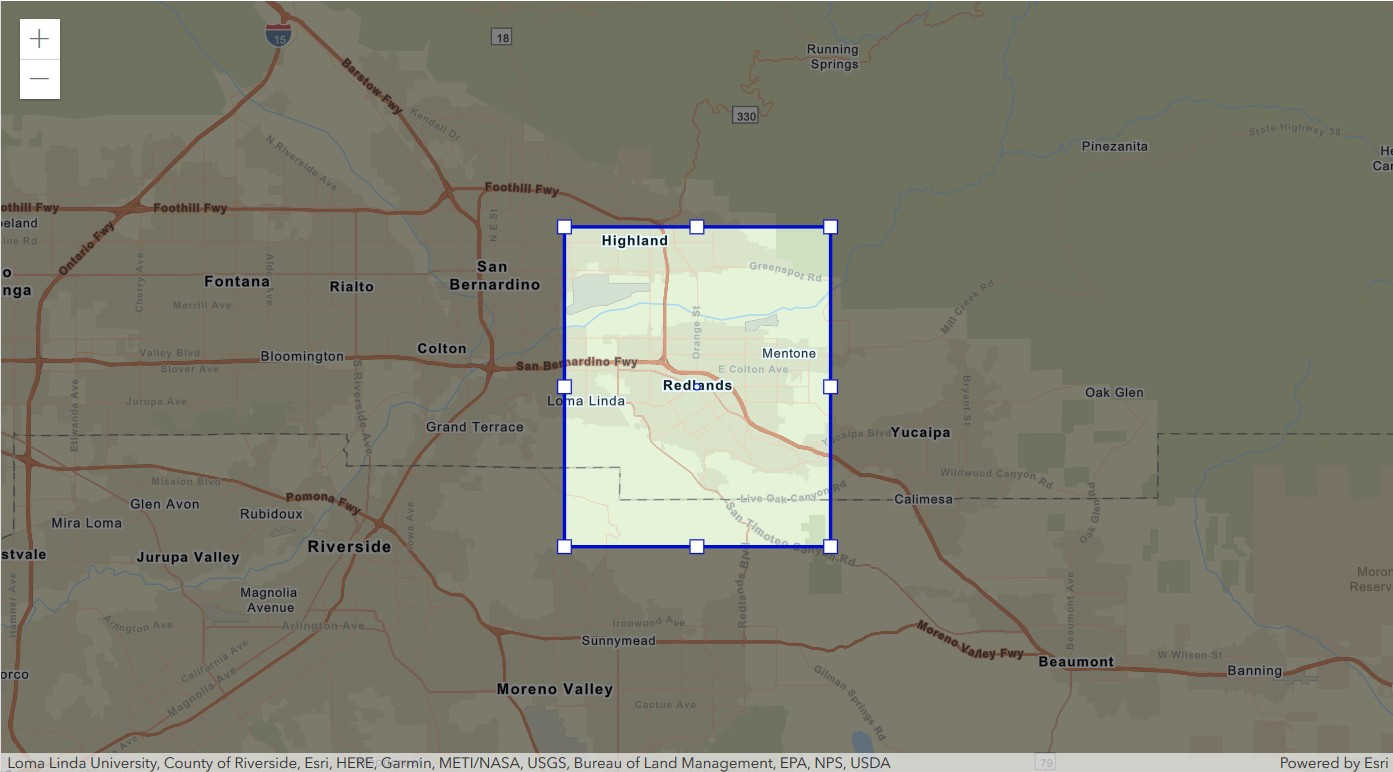 +
15
18
Running
Springs
Barstow Fwy
330
Kendall Dr
State Highway 38
N Riverside Ave
Pinezanita
He
Car
Foothill Fwy
othill Fwy
Foothill Fwy
N E St
eland
ine Rd
Ontario Fwy
Highland
o
nga
Cherry Ave
Fontana
Alder Ave
Rialto
San
Bernardino
Greenspot Rd
Merrill Ave
Mill Creek Rd
Orange St
Valley Blvd
Slover Ave
Bloomington
Colton
San Bernardino Fwy
Mentone
E Colton Ave
S Riverside Ave
Redlands
Etiwanda Ave
Jurupa Ave
Loma Linda
Bryant St
Oak Glen
Grand Terrace
Yucaipa Blvd
Yucaipa
Wildwood Canyon Rd
Mission Blvd
Pomona Fwy
Live Oak Canyon Rd
Calimesa
Oak Glen Rd
Glen Avon
Rubidoux
Mira Loma
Iowa Ave
San Timoteo Canyon Rd
stvale
Jurupa Valley
Riverside
Redlands Blvd
Moron
Reserv
Hamner Ave
Magnolia
Avenue
Beaumont Ave
Arlington Ave
Arlington Ave
Ironwood Ave
Sunnymead
Moreno Valley Fwy
California Ave
W Wilson St
Beaumont
Banning
orco
Magnolia Ave
Moreno Valley
Gilman Springs Rd
Cactus Ave
79
Loma Linda University, County of Riverside, Esri, HERE, Garmin, METI/NASA, USGS, Bureau of Land Management, EPA, NPS, USDA
Powered by Esri